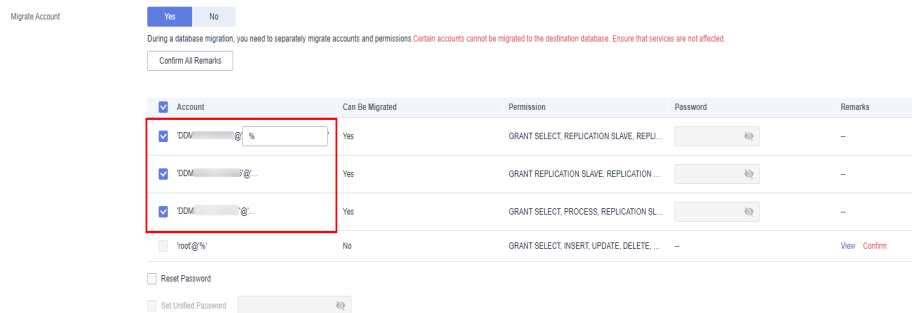 Migrate Account
Yes No
During a database migration, you need to separately migrate accounts and permissions.Certain accounts cannot be migrated to the destination database. Ensure that services are not affected.
Confirm All Remarks
Account Can Be Migrated Permission Password Remarks
'DDM @' % ' Yes GRANT SELECT, REPLICATION SLAVE, REPLI... --
'DDM '@'... Yes GRANT REPLICATION SLAVE, REPLICATION ... --
'DDM '@'... Yes GRANT SELECT, PROCESS, REPLICATION SL... --
'root'@'%' No GRANT SELECT, INSERT, UPDATE, DELETE, ... -- View Confirm
Reset Password
Set Unified Password